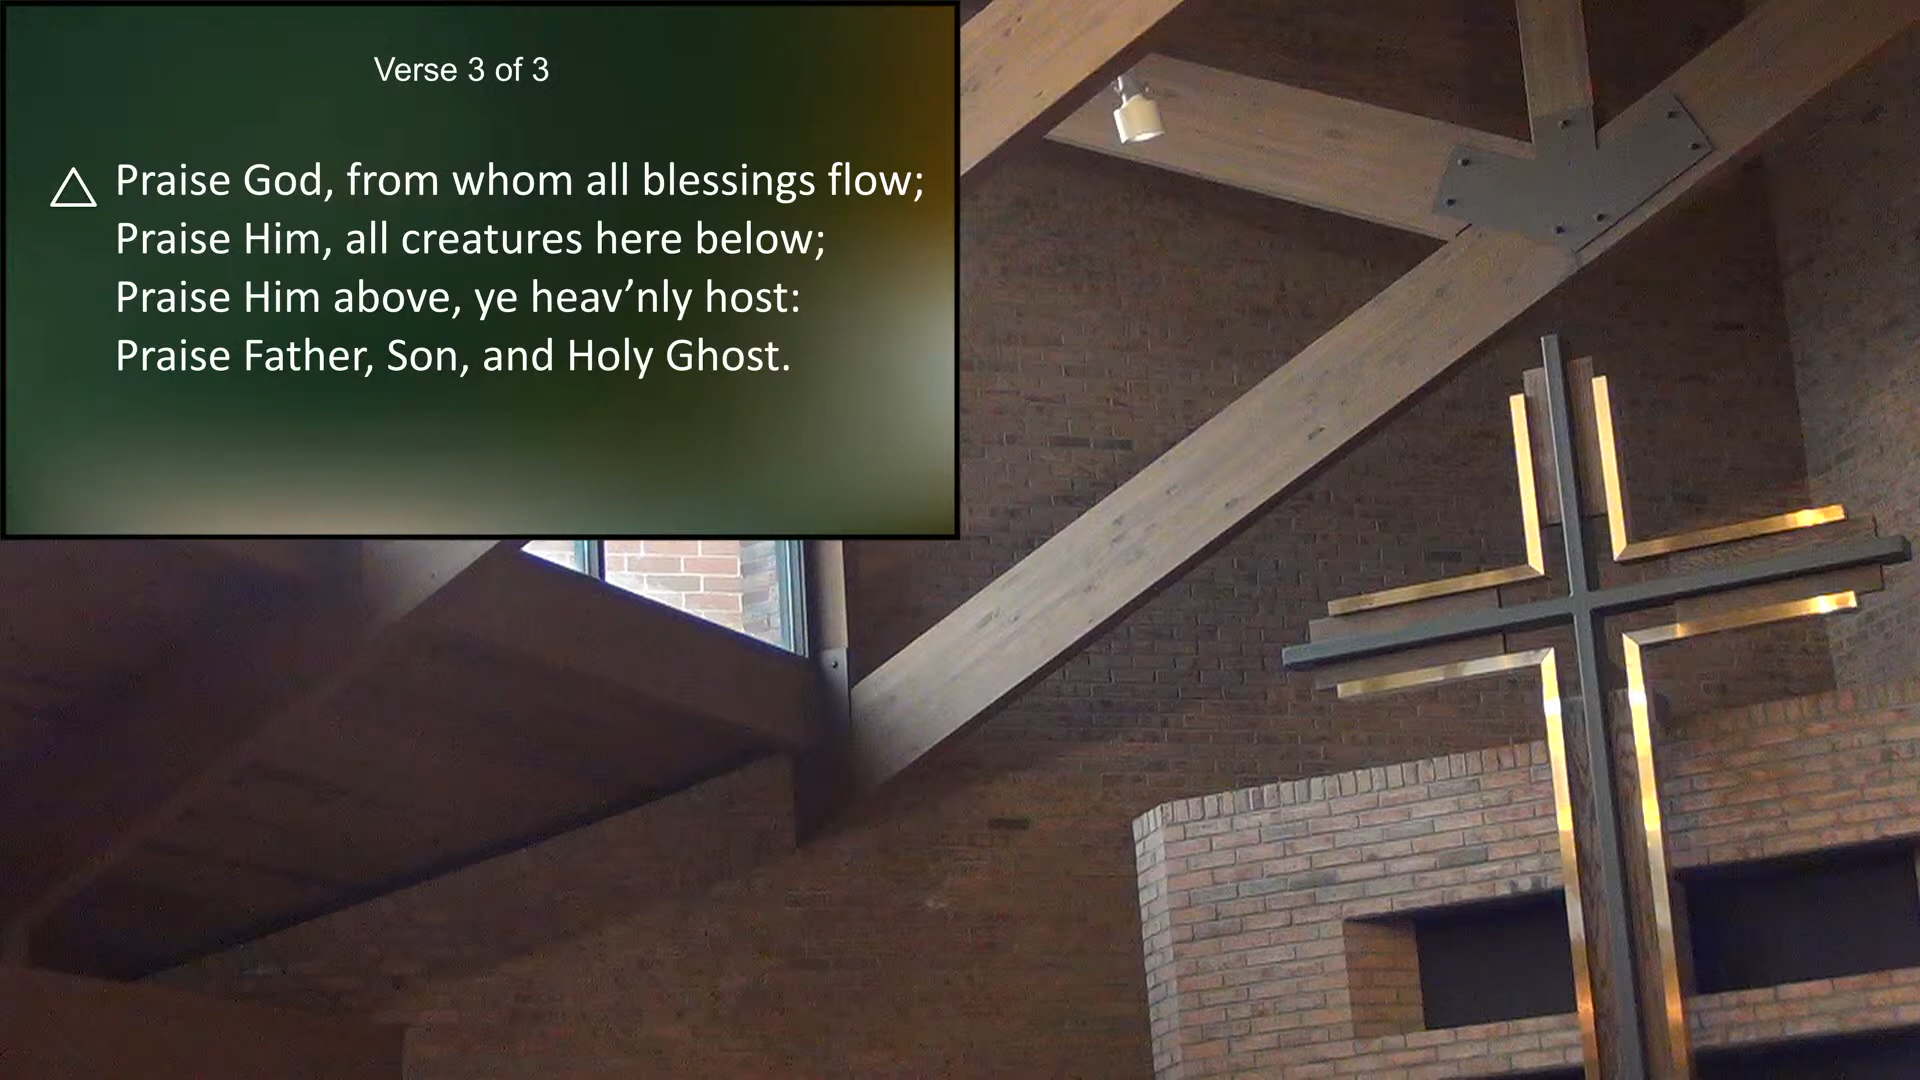 Verse 3 of 3
Praise God, from whom all blessings flow;
Praise Him, all creatures here below;
Praise Him above, ye heav’nly host:
Praise Father, Son, and Holy Ghost.